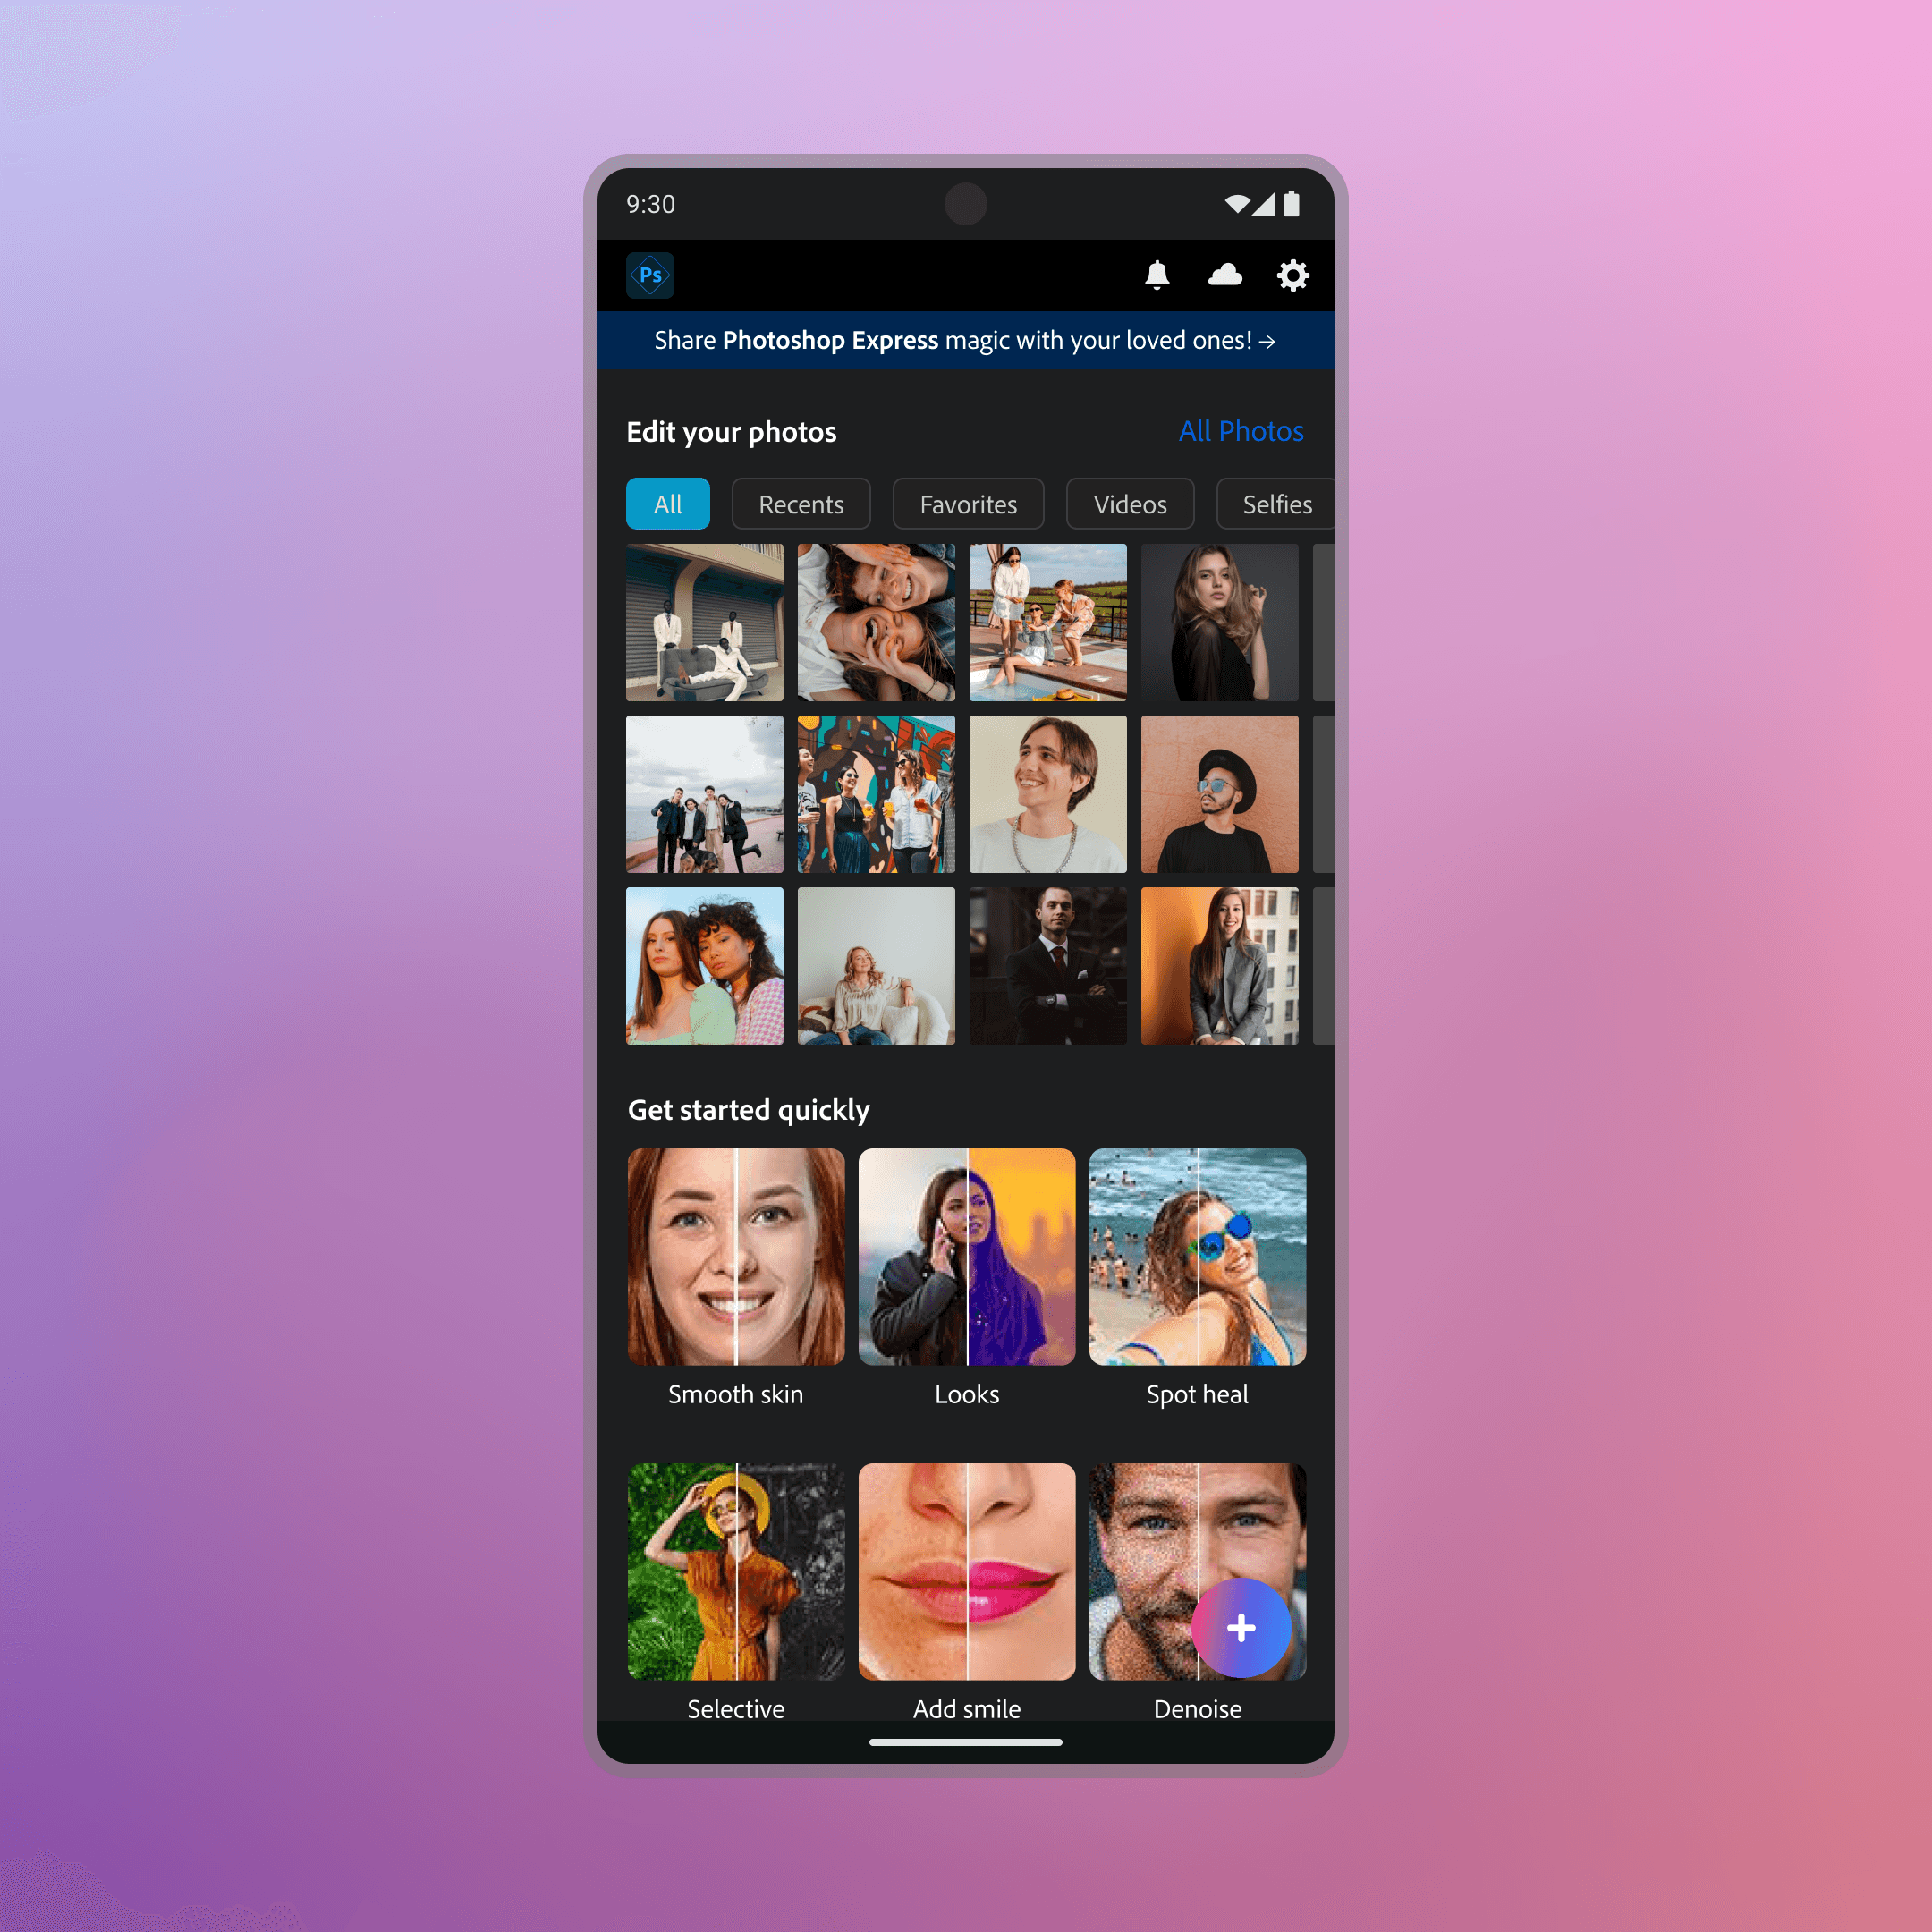 9:30
Ps
Share Photoshop Express magic with your loved ones! →
Edit your photos
All Photos
All
Recents
Favorites
Videos
Selfies
Get started quickly
Smooth skin
Looks
Spot heal
Selective
Add smile
Denoise